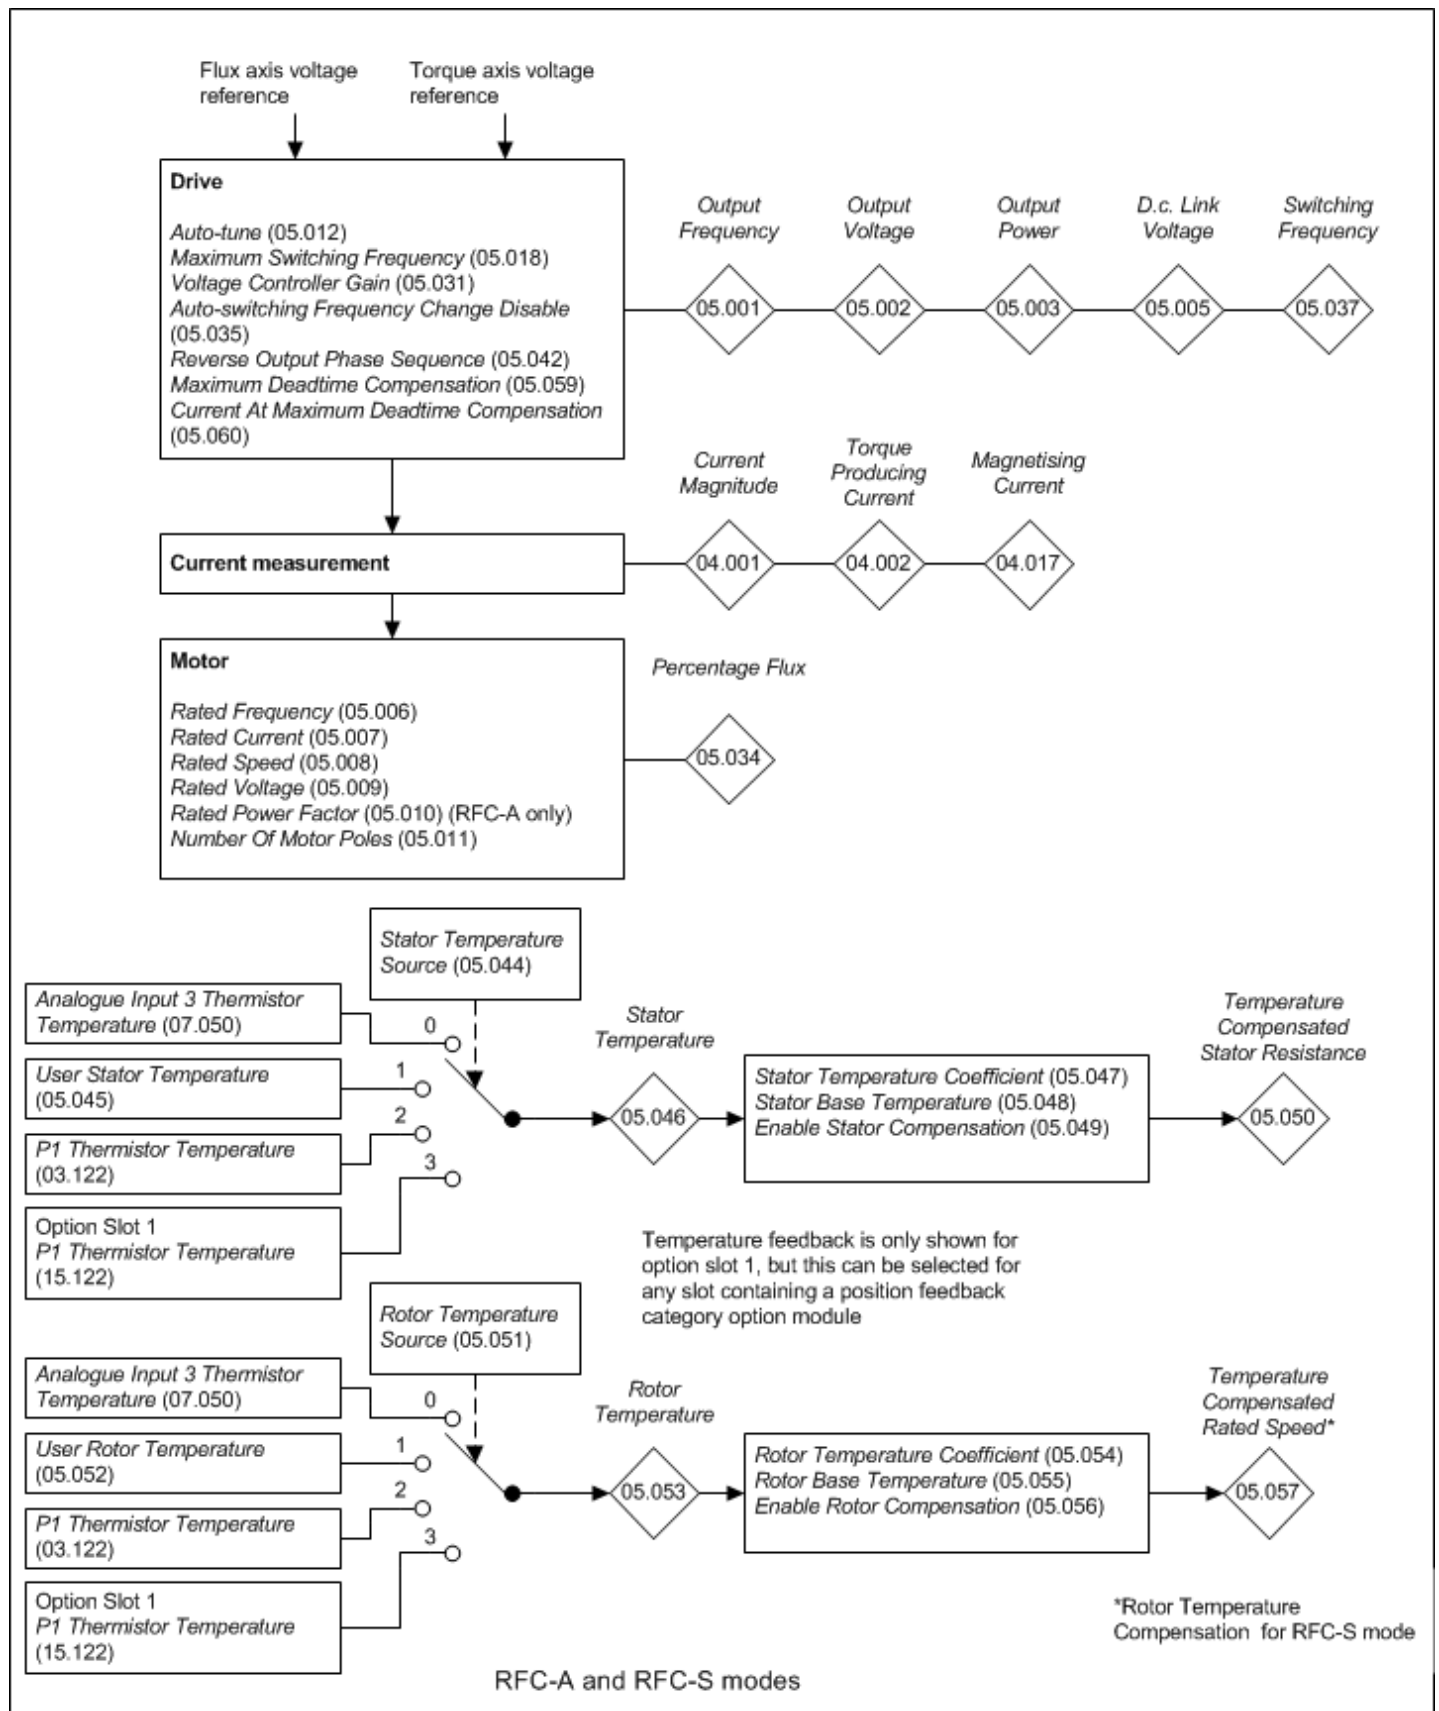 Flux axis voltage
reference
Torque axis voltage
reference
Drive
Auto-tune (05.012)
Maximum Switching Frequency (05.018)
Voltage Controller Gain (05.031)
Auto-switching Frequency Change Disable
(05.035)
Reverse Output Phase Sequence (05.042)
Maximum Deadtime Compensation (05.059)
Current At Maximum Deadtime Compensation
(05.060)
Output
Frequency
05.001
Output
Voltage
05.002
Output
Power
05.003
D.c. Link
Voltage
05.005
Switching
Frequency
05.037
Current measurement
Current
Magnitude
04.001
Torque
Producing
Current
04.002
Magnetising
Current
04.017
Motor
Rated Frequency (05.006)
Rated Current (05.007)
Rated Speed (05.008)
Rated Voltage (05.009)
Rated Power Factor (05.010) (RFC-A only)
Number Of Motor Poles (05.011)
Percentage Flux
05.034
Stator Temperature
Source (05.044)
Analogue Input 3 Thermistor
Temperature (07.050)
0
User Stator Temperature
(05.045)
1
P1 Thermistor Temperature
(03.122)
2
Option Slot 1
P1 Thermistor Temperature
(15.122)
3
Stator
Temperature
05.046
Stator Temperature Coefficient (05.047)
Stator Base Temperature (05.048)
Enable Stator Compensation (05.049)
Temperature
Compensated
Stator Resistance
05.050
Temperature feedback is only shown for
option slot 1, but this can be selected for
any slot containing a position feedback
category option module
Rotor Temperature
Source (05.051)
Analogue Input 3 Thermistor
Temperature (07.050)
0
User Rotor Temperature
(05.052)
1
P1 Thermistor Temperature
(03.122)
2
Option Slot 1
P1 Thermistor Temperature
(15.122)
3
Rotor
Temperature
05.053
Rotor Temperature Coefficient (05.054)
Rotor Base Temperature (05.055)
Enable Rotor Compensation (05.056)
Temperature
Compensated
Rated Speed*
05.057
*Rotor Temperature
Compensation for RFC-S mode
RFC-A and RFC-S modes